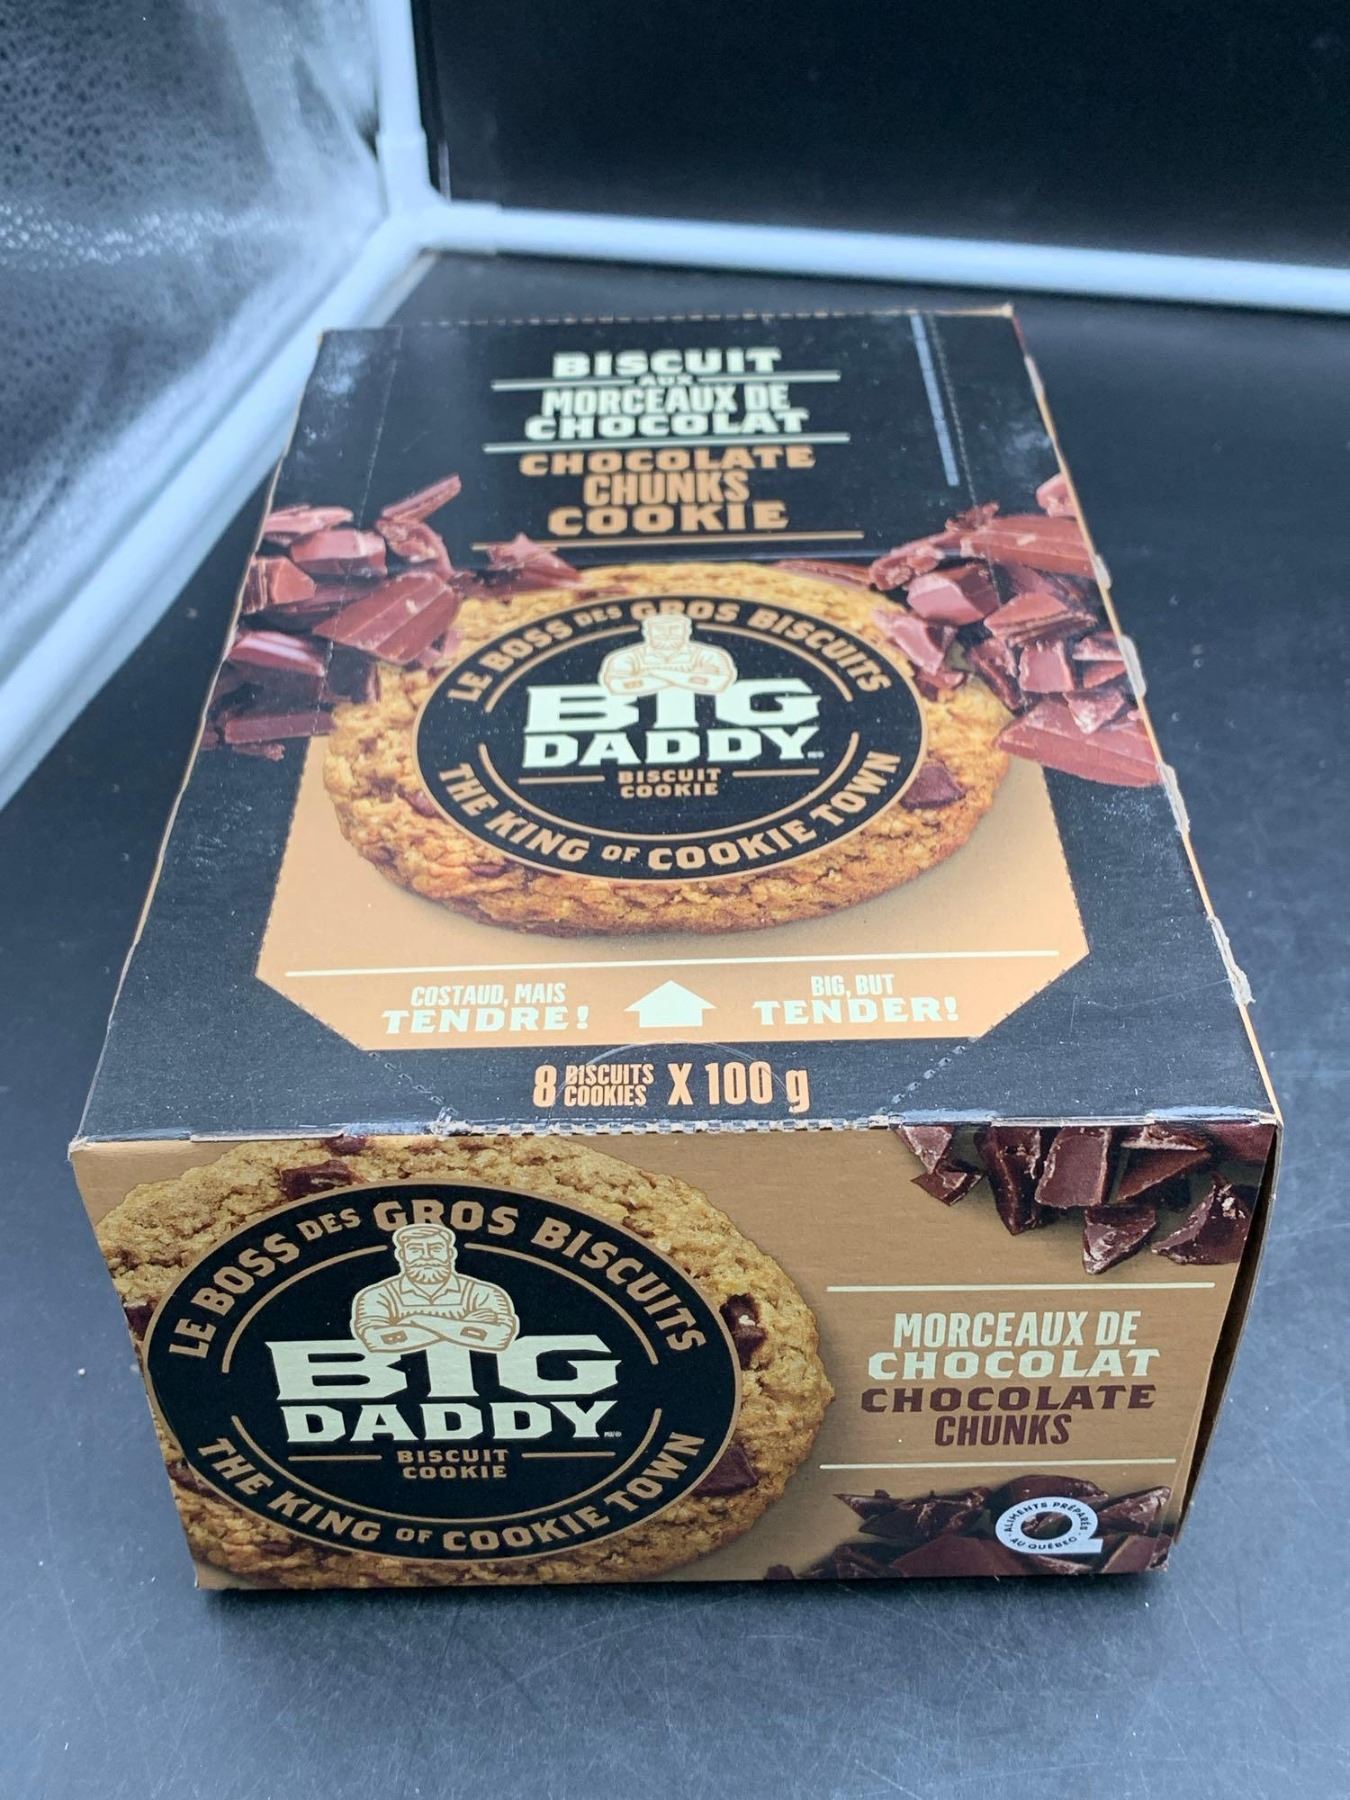 BISCUIT
AUX
MORCEAUX DE
CHOCOLAT
CHOCOLATE
CHUNKS
COOKIE
LE BOSS DES GROS BISCUITS
BIG
DADDY
BISCUIT
COOKIE
THE KING OF COOKIE TOWN
COSTAUD, MAIS
TENDRE!
BIG, BUT
TENDER!
8 BISCUITS COOKIES X 100 g
LE BOSS DES GROS BISCUITS
BIG
DADDY
BISCUIT
COOKIE
THE KING OF COOKIE TOWN
MORCEAUX DE
CHOCOLAT
CHOCOLATE
CHUNKS
ALIMENTS PRÉPARÉS
AU QUÉBEC